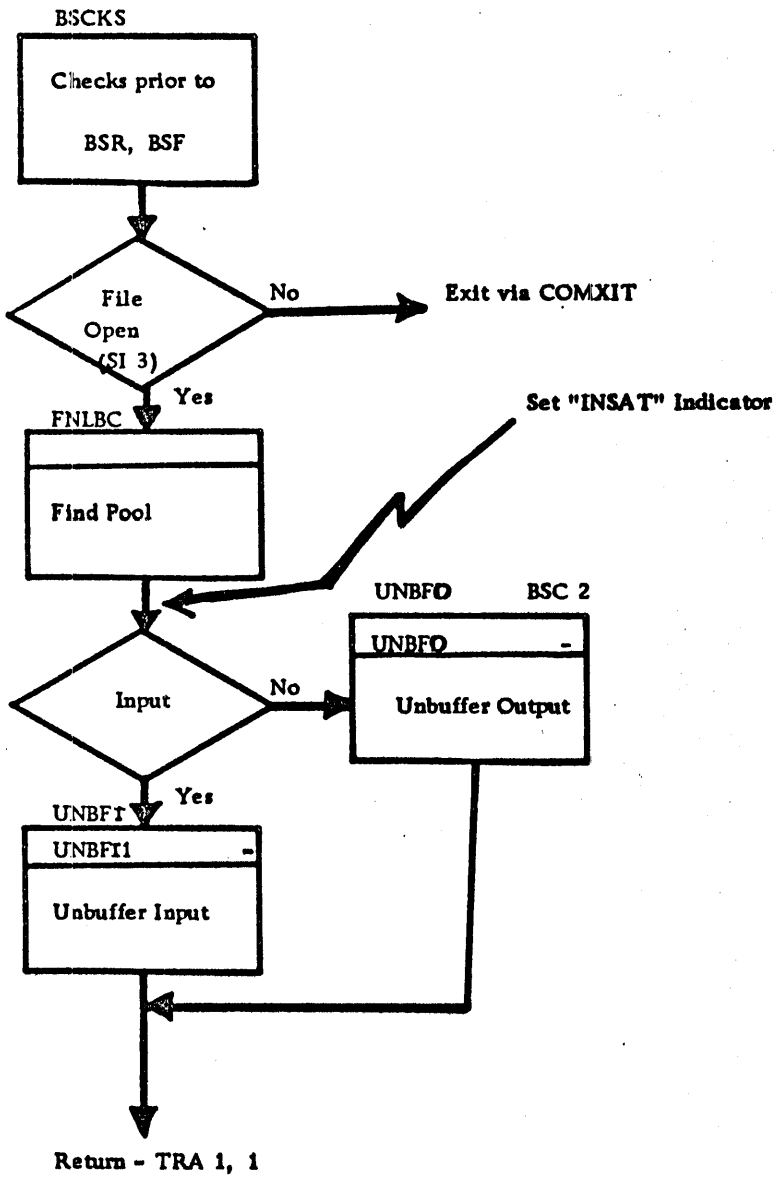 BSCKS
Checks prior to
BSR, BSF
File
Open
(SI 3)
No
Exit via COMXIT
Yes
FNLBC
Set "INSAT" Indicator
Find Pool
UNBFO BSC 2
UNBFO -
Input
No
Unbuffer Output
Yes
UNBFI
UNBFI1 -
Unbuffer Input
Return - TRA 1, 1